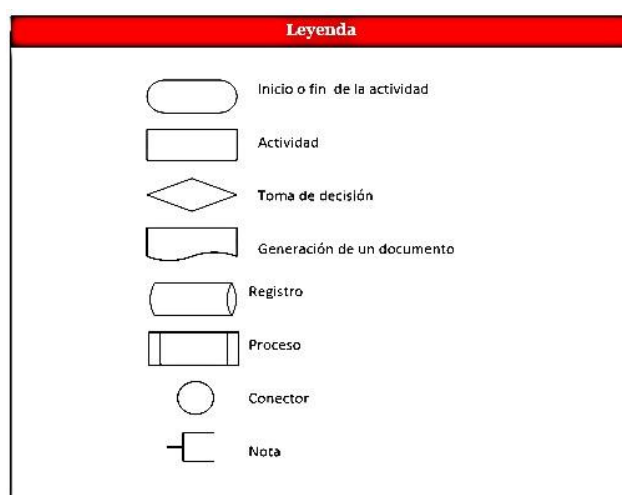 Leyenda
Inicio o fin de la actividad
Actividad
Toma de decisión
Generación de un documento
Registro
Proceso
Conector
Nota